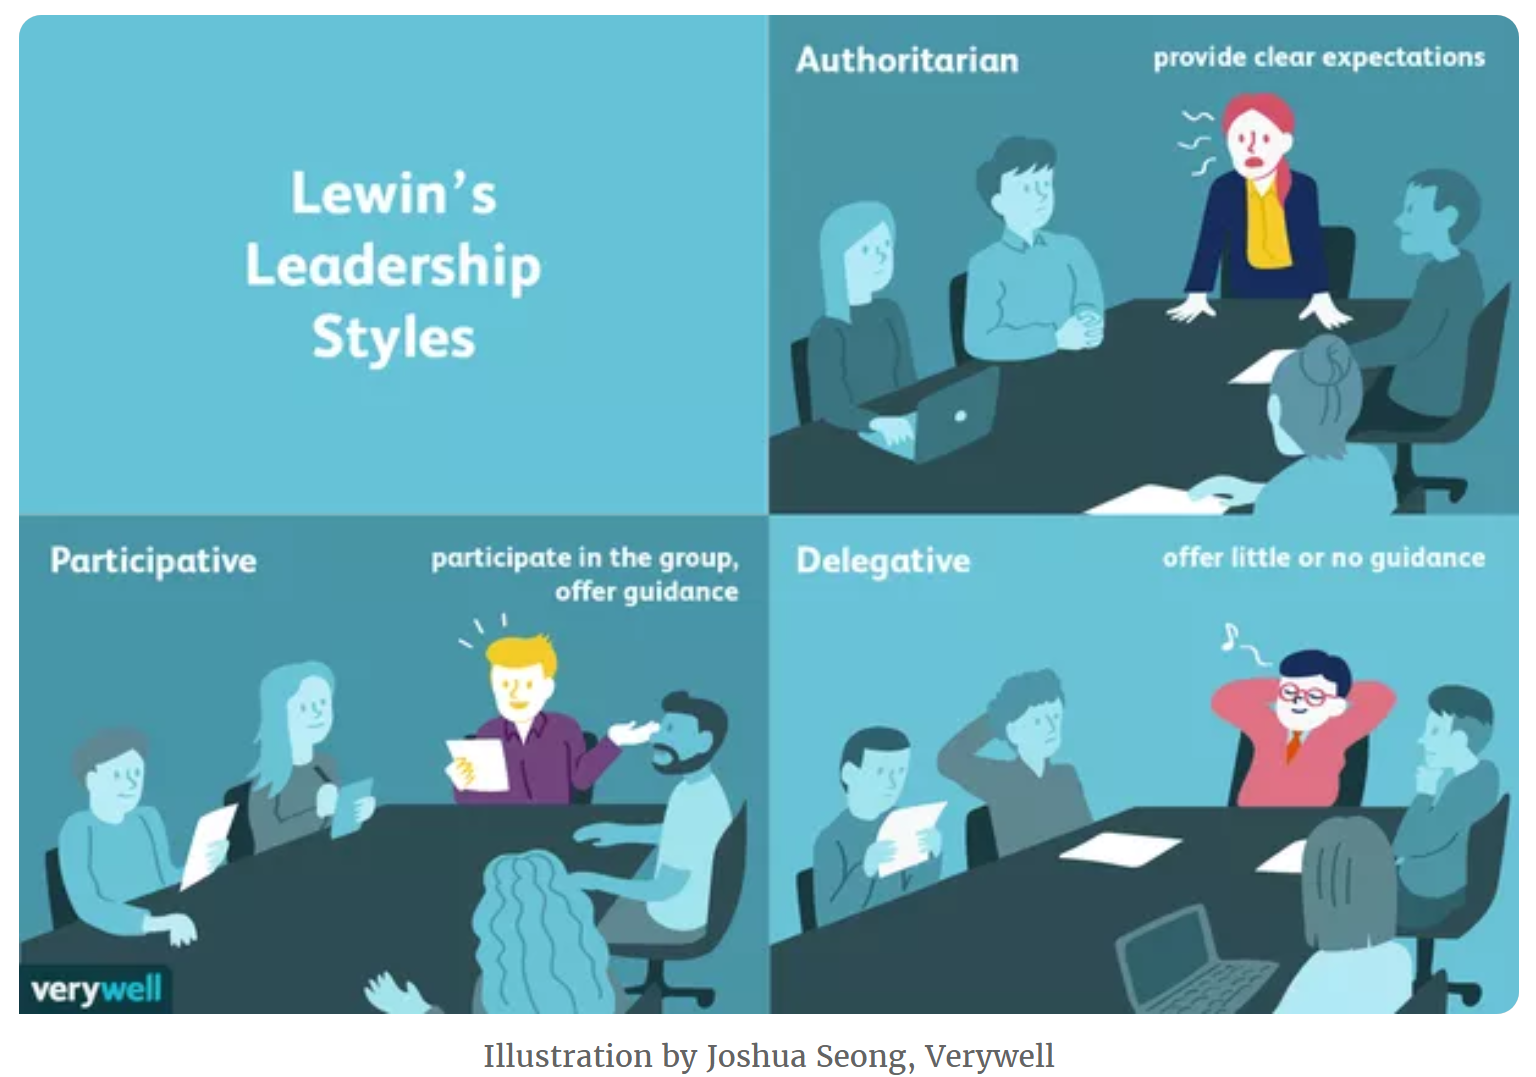 Lewin's
Leadership
Styles
Authoritarian
provide clear expectations
Participative
participate in the group,
offer guidance
Delegative
offer little or no guidance
verywell
Illustration by Joshua Seong, Verywell